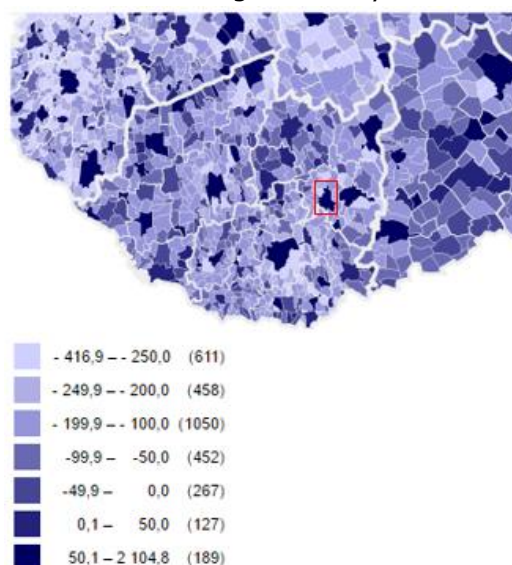 - 416,9 – - 250,0 (611)
- 249,9 – - 200,0 (458)
- 199,9 – - 100,0 (1050)
-99,9 – -50,0 (452)
-49,9 – 0,0 (267)
0,1 – 50,0 (127)
50,1 – 2 104,8 (189)